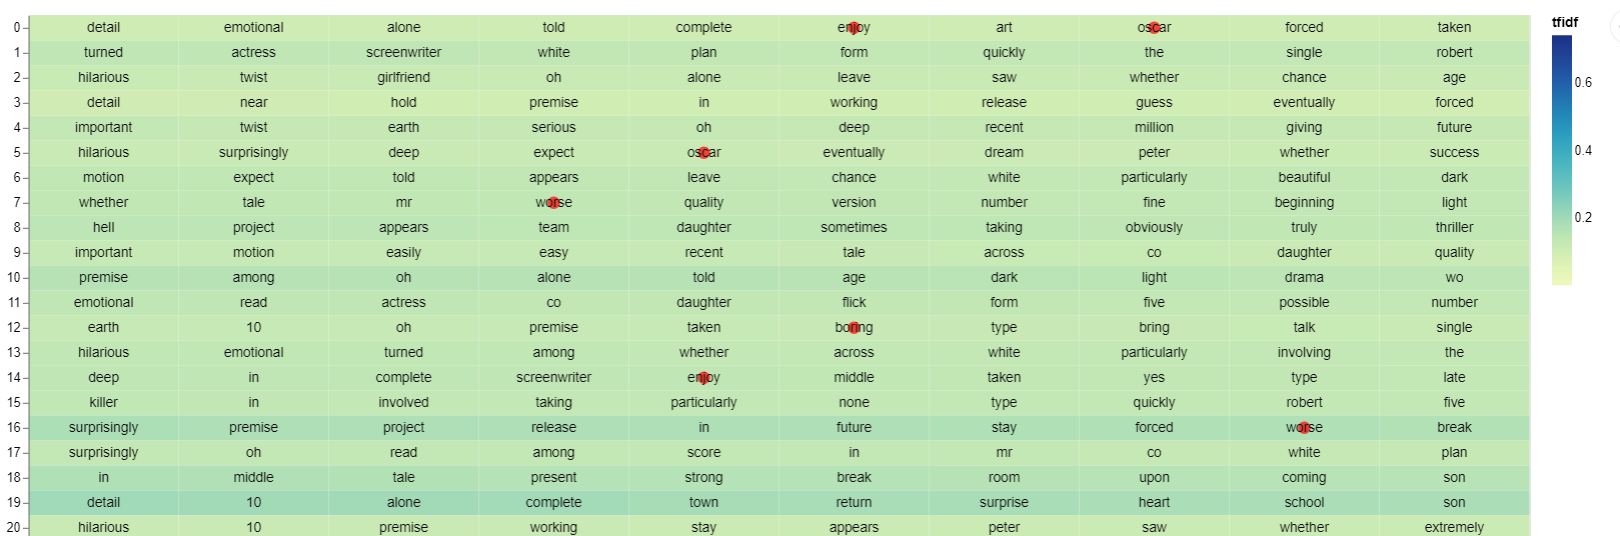 tfidf
0 detail emotional alone told complete enjoy art oscar forced taken
1 turned actress screenwriter white plan form quickly the single robert
2 hilarious twist girlfriend oh alone leave saw whether chance age
3 detail near hold premise in working release guess eventually forced
4 important twist earth serious oh deep recent million giving future
5 hilarious surprisingly deep expect oscar eventually dream peter whether success
6 motion expect told appears leave chance white particularly beautiful dark
7 whether tale mr worse quality version number fine beginning light
8 hell project appears team daughter sometimes taking obviously truly thriller
9 important motion easily easy recent tale across co daughter quality
10 premise among oh alone told age dark light drama wo
11 emotional read actress co daughter flick form five possible number
12 earth 10 oh premise taken boring type bring talk single
13 hilarious emotional turned among whether across white particularly involving the
14 deep in complete screenwriter enjoy middle taken yes type late
15 killer in involved taking particularly none type quickly robert five
16 surprisingly premise project release in future stay forced worse break
17 surprisingly oh read among score in mr co white plan
18 in middle tale present strong break room upon coming son
19 detail 10 alone complete town return surprise heart school son
20 hilarious 10 premise working stay appears peter saw whether extremely
0.6
0.4
0.2